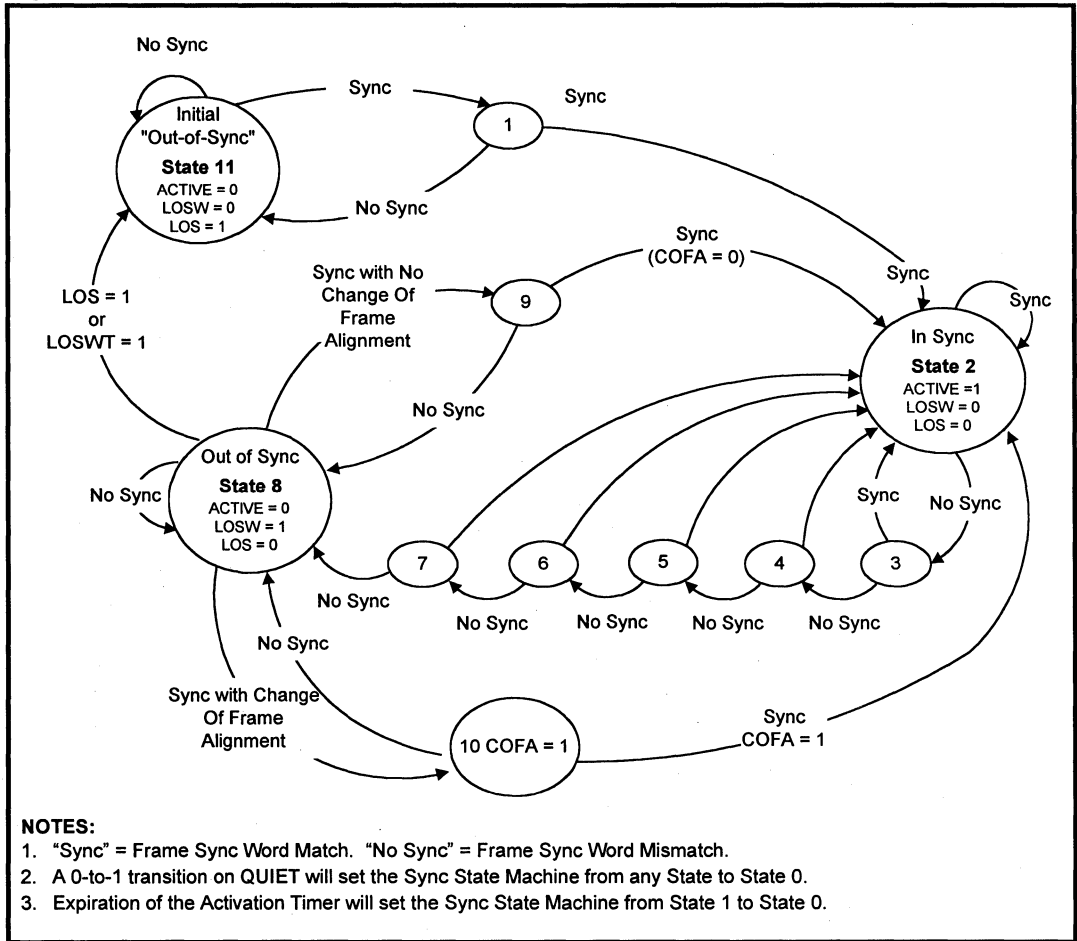 No Sync
Sync
Sync
Initial
"Out-of-Sync"
State 11
ACTIVE = 0
LOSW = 0
LOS = 1
1
No Sync
Sync
(COFA = 0)
Sync with No
Change Of
Frame
Alignment
9
LOS = 1
or
LOSWT = 1
Sync
Sync
In Sync
State 2
ACTIVE =1
LOSW = 0
LOS = 0
No Sync
Out of Sync
State 8
ACTIVE = 0
LOSW = 1
LOS = 0
No Sync
Sync
No Sync
7
6
5
4
3
No Sync
No Sync
No Sync
No Sync
No Sync
No Sync
Sync with Change
Of Frame
Alignment
10 COFA = 1
Sync
COFA = 1
NOTES:
1. "Sync" = Frame Sync Word Match. "No Sync" = Frame Sync Word Mismatch.
2. A 0-to-1 transition on QUIET will set the Sync State Machine from any State to State 0.
3. Expiration of the Activation Timer will set the Sync State Machine from State 1 to State 0.